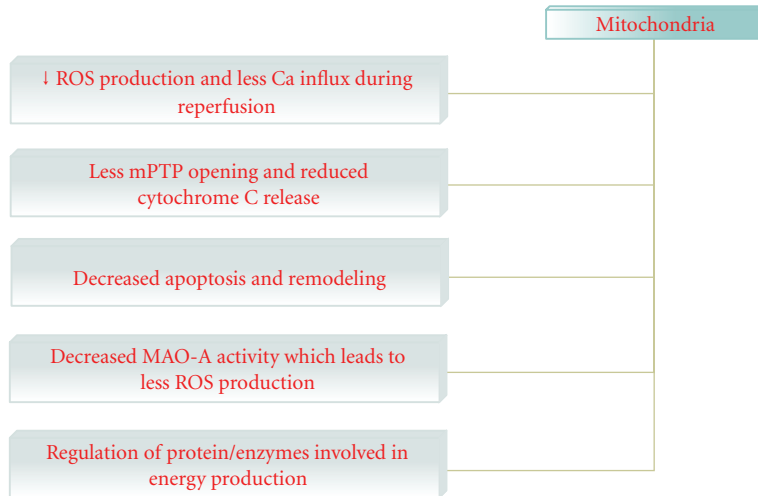 Mitochondria
↓ ROS production and less Ca influx during
reperfusion
Less mPTP opening and reduced
cytochrome C release
Decreased apoptosis and remodeling
Decreased MAO-A activity which leads to
less ROS production
Regulation of protein/enzymes involved in
energy production